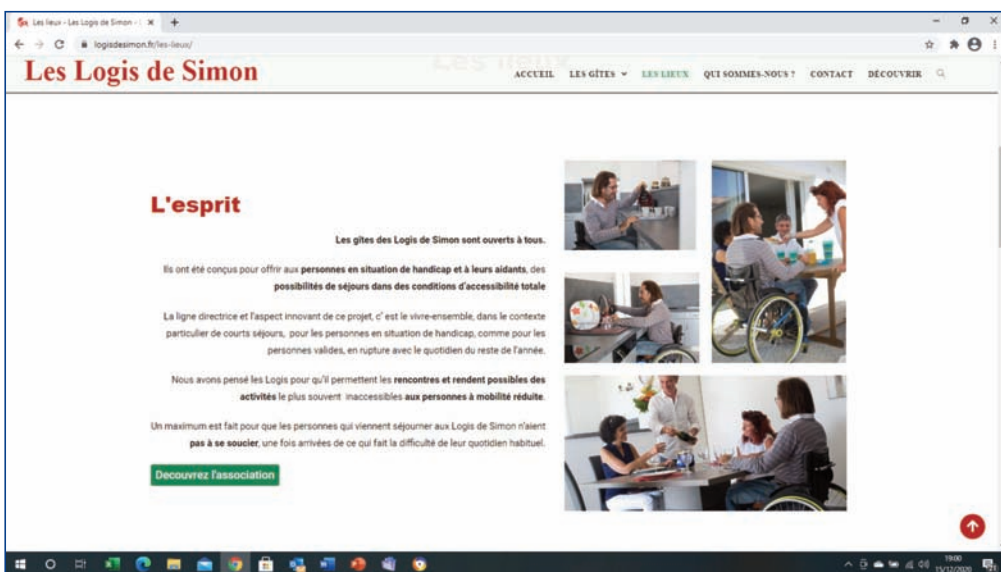 Les lieux - Les Logis de Simon -
logisdesimon.fr/les-lieux/
Les lieux
Les Logis de Simon
ACCUEIL LES GÎTES LES LIEUX QUI SOMMES-NOUS ? CONTACT DÉCOUVRIR
L'esprit
Les gîtes des Logis de Simon sont ouverts à tous.
Ils ont été conçus pour offrir aux personnes en situation de handicap et à leurs aidants, des
possibilités de séjours dans des conditions d'accessibilité totale
La ligne directrice et l'aspect innovant de ce projet, c' est le vivre-ensemble, dans le contexte
particulier de courts séjours, pour les personnes en situation de handicap, comme pour les
personnes valides, en rupture avec le quotidien du reste de l'année.
Nous avons pensé les Logis pour qu'il permettent les rencontres et rendent possibles des
activités le plus souvent inaccessibles aux personnes à mobilité réduite.
Un maximum est fait pour que les personnes qui viennent séjourner aux Logis de Simon n'aient
pas à se soucier, une fois arrivées de ce qui fait la difficulté de leur quotidien habituel.
Decouvrez l'association
19:00
15/12/2020